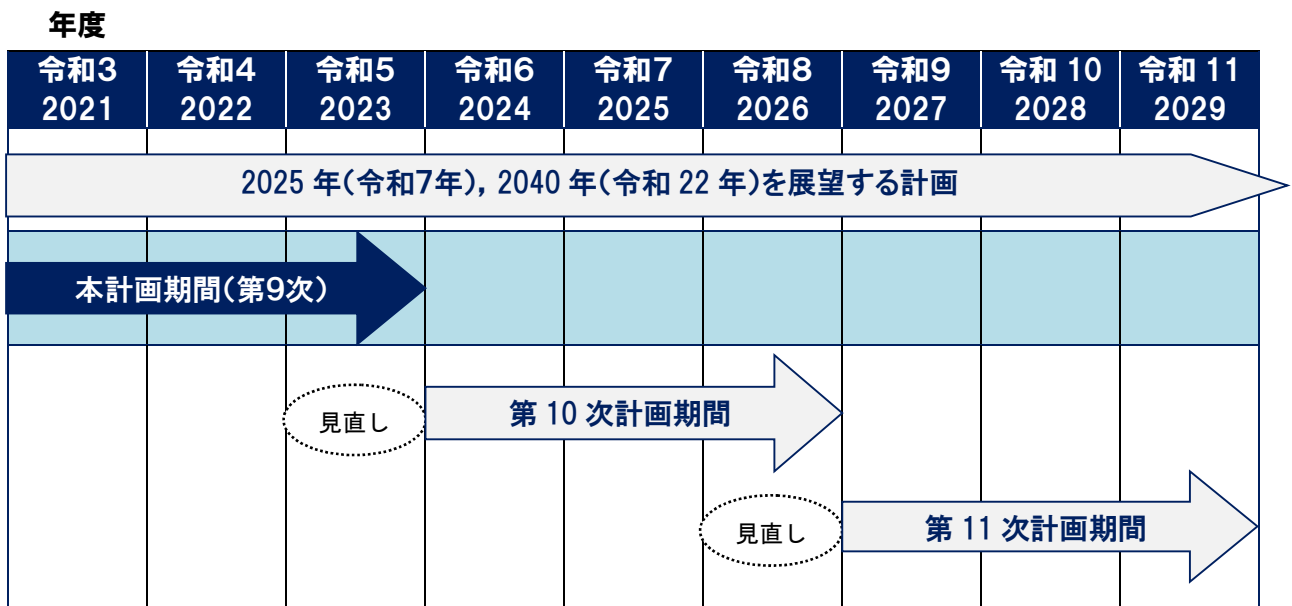 年度
令和3 令和4 令和5 令和6 令和7 令和8 令和9 令和 10 令和 11
2021 2022 2023 2024 2025 2026 2027 2028 2029
2025 年(令和7年), 2040 年(令和 22 年)を展望する計画
本計画期間(第9次)
見直し 第 10 次計画期間
見直し 第 11 次計画期間